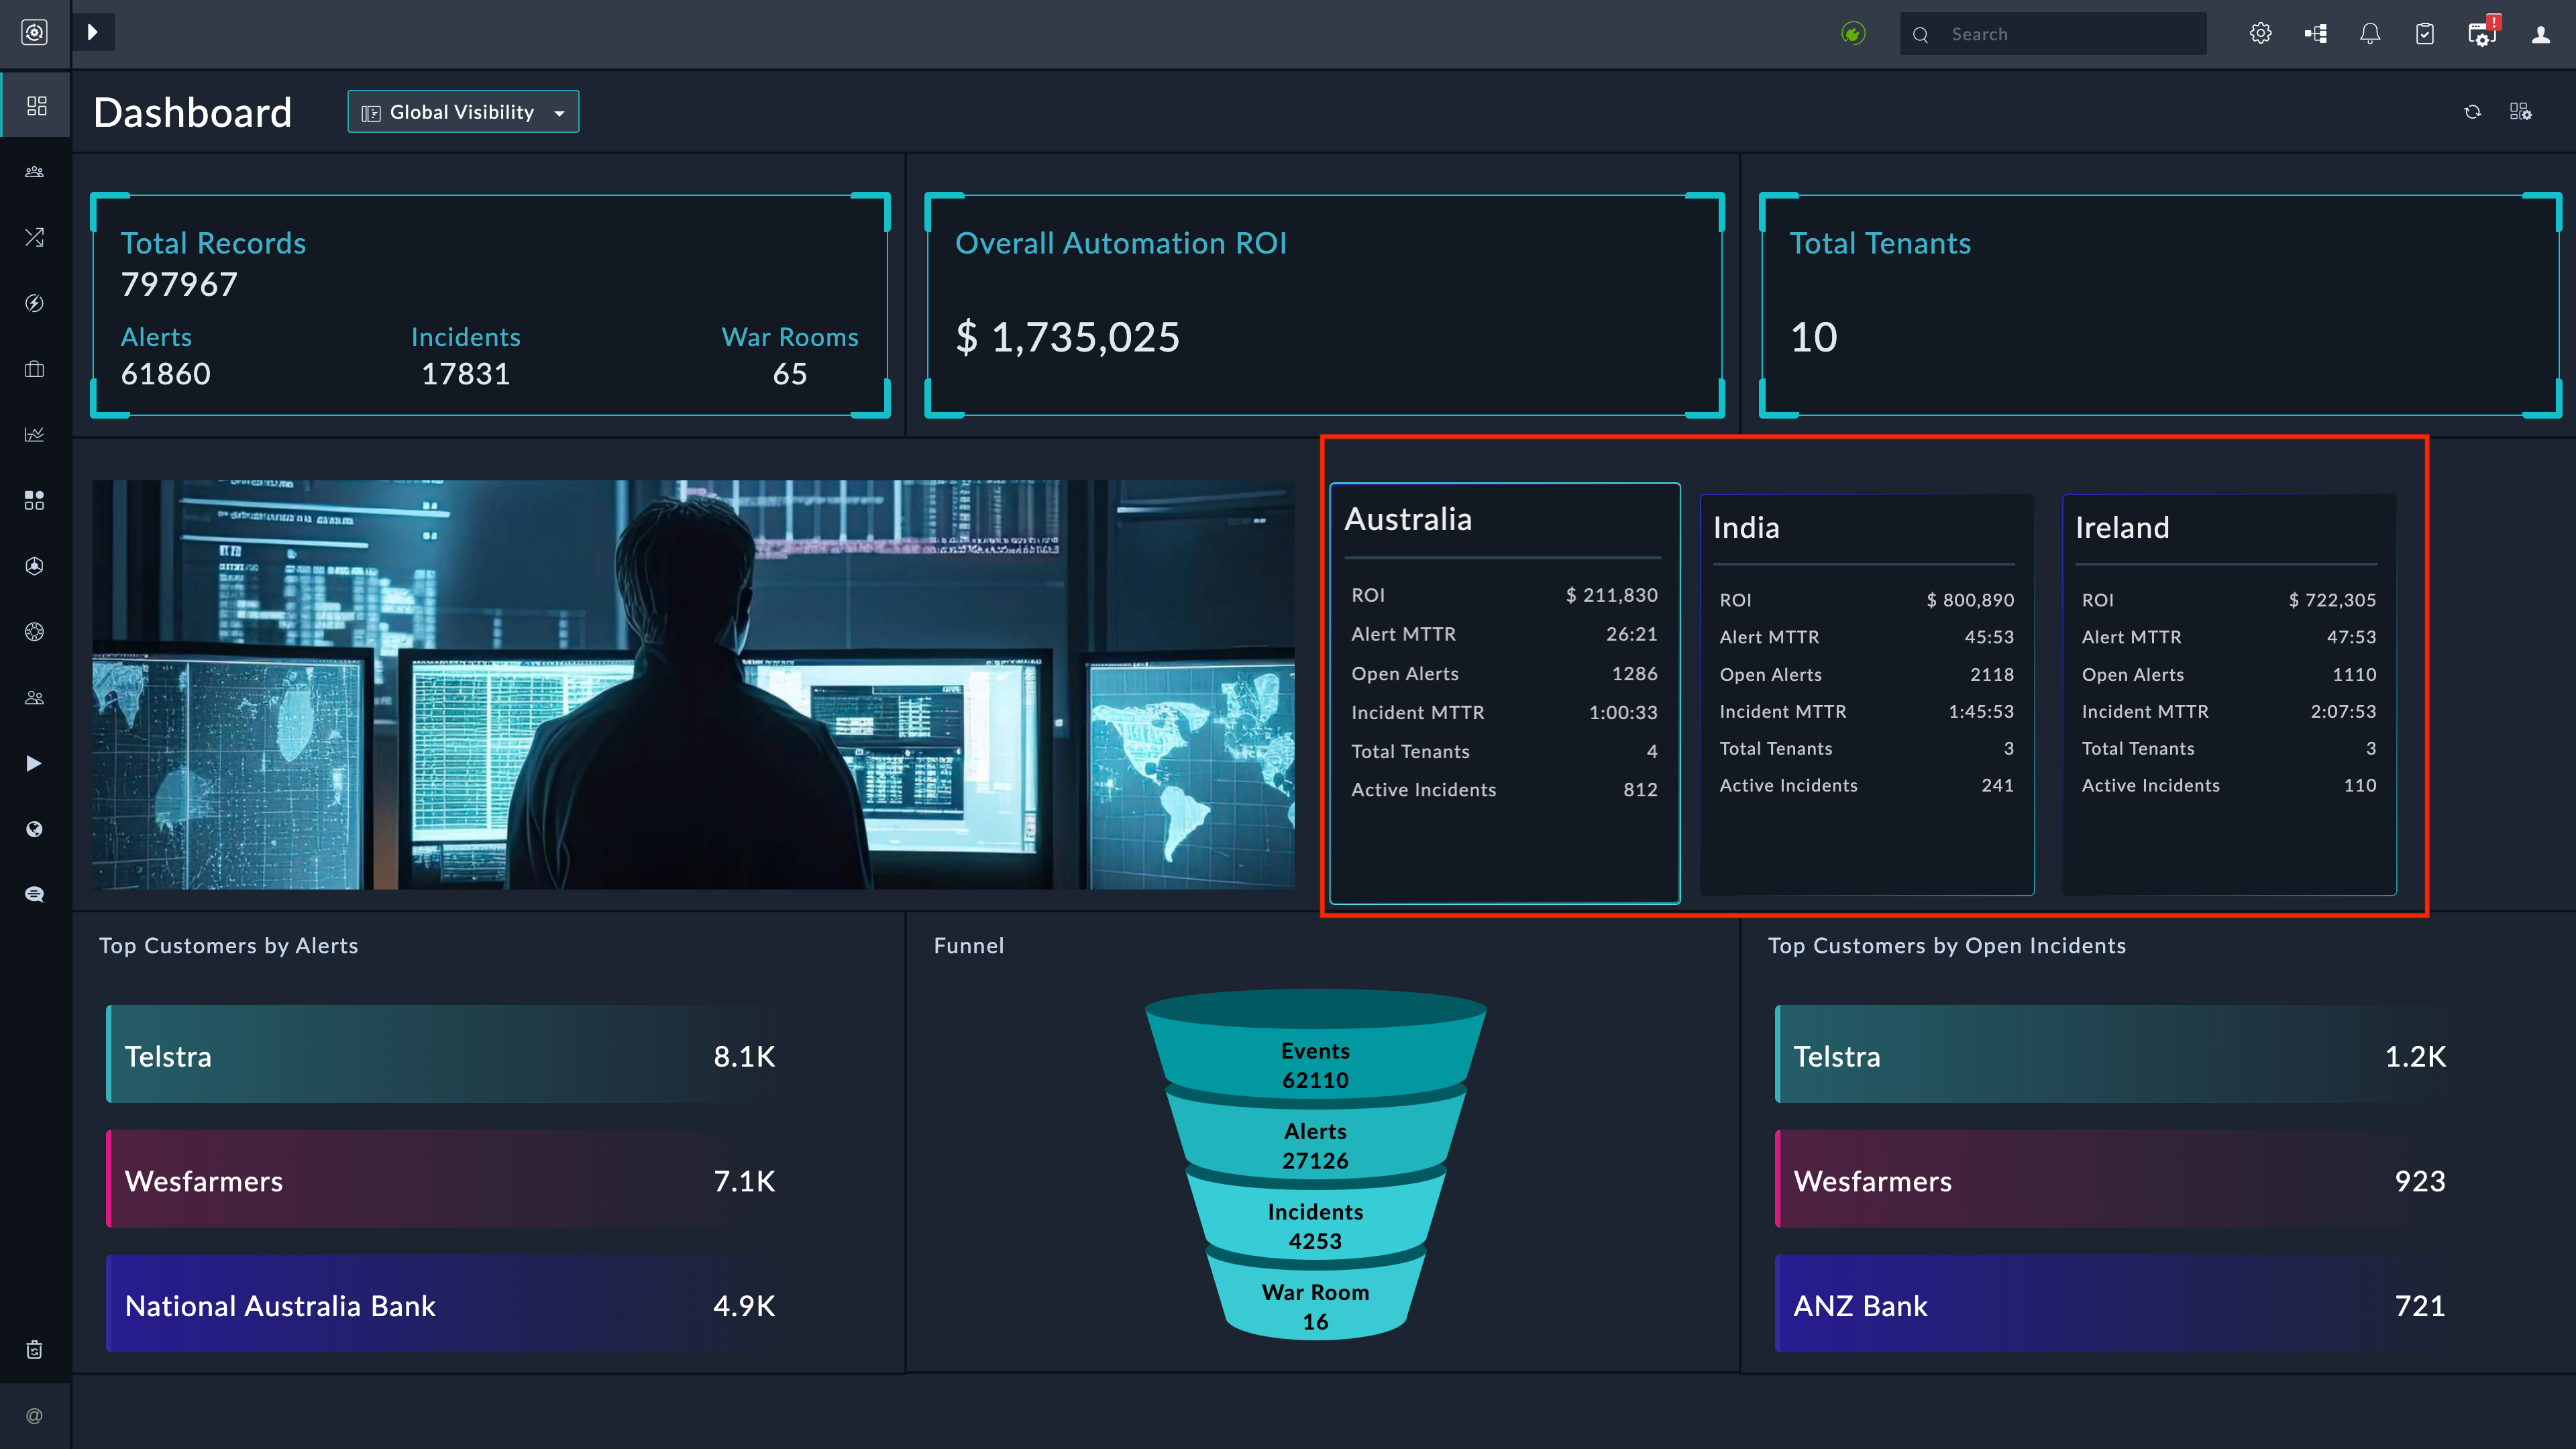 Search
!
Dashboard
Global Visibility
Total Records
797967
Alerts
Incidents
War Rooms
61860
17831
65
Overall Automation ROI
$ 1,735,025
Total Tenants
10
Australia
ROI $ 211,830
Alert MTTR 26:21
Open Alerts 1286
Incident MTTR 1:00:33
Total Tenants 4
Active Incidents 812
India
ROI $ 800,890
Alert MTTR 45:53
Open Alerts 2118
Incident MTTR 1:45:53
Total Tenants 3
Active Incidents 241
Ireland
ROI $ 722,305
Alert MTTR 47:53
Open Alerts 1110
Incident MTTR 2:07:53
Total Tenants 3
Active Incidents 110
Top Customers by Alerts
Telstra 8.1K
Wesfarmers 7.1K
National Australia Bank 4.9K
Funnel
Events
62110
Alerts
27126
Incidents
4253
War Room
16
Top Customers by Open Incidents
Telstra 1.2K
Wesfarmers 923
ANZ Bank 721
@